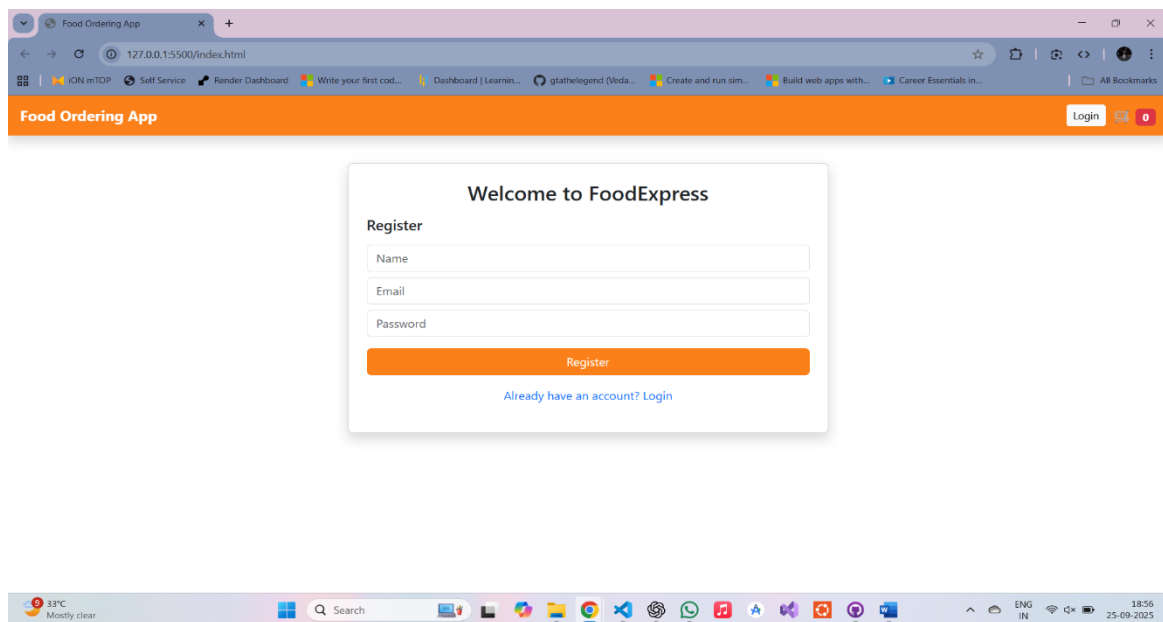 Food Ordering App
127.0.0.1:5500/index.html
iON mTOP Self Service Render Dashboard Write your first cod... Dashboard | Learnin... gtathelegend (Veda... Create and run sim... Build web apps with... Career Essentials in... All Bookmarks
Food Ordering App Login 0
Welcome to FoodExpress
Register
Name
Email
Password
Register
Already have an account? Login
9 33°C Search ENG 18:56
Mostly clear IN 25-09-2025